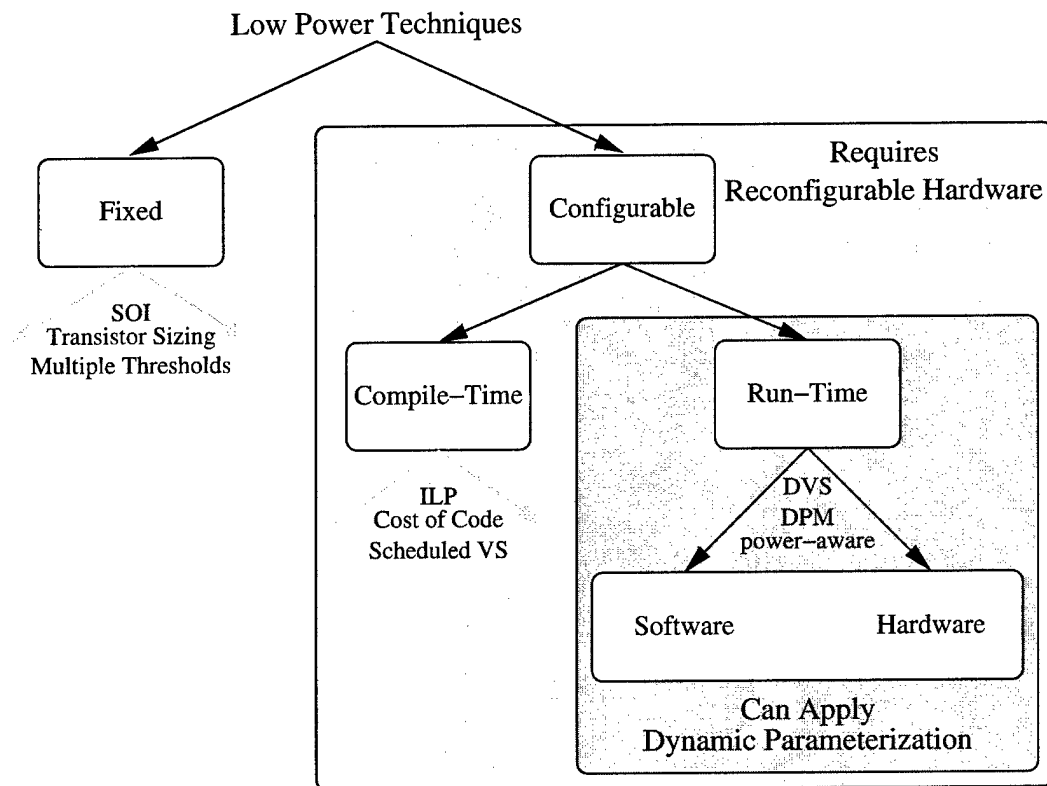 Low Power Techniques
Requires
Reconfigurable Hardware
Fixed
Configurable
SOI
Transistor Sizing
Multiple Thresholds
Compile−Time
Run−Time
ILP
Cost of Code
Scheduled VS
DVS
DPM
power−aware
Software
Hardware
Can Apply
Dynamic Parameterization